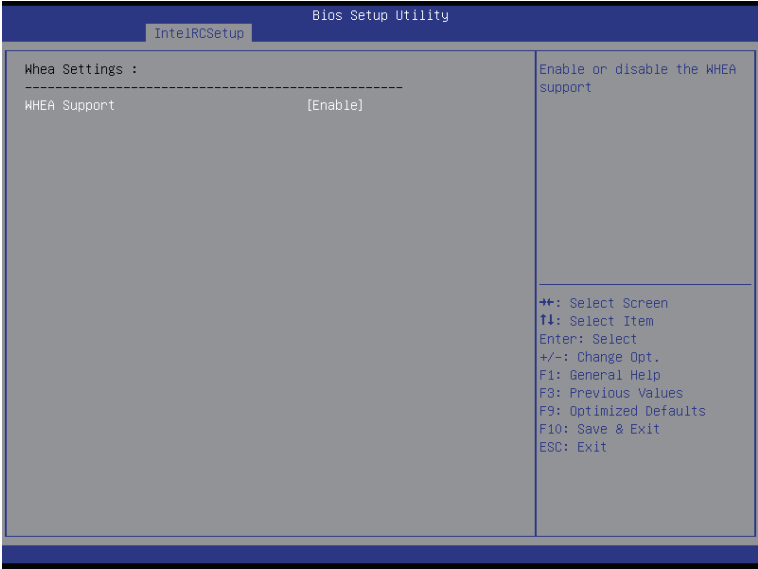 Bios Setup Utility
IntelRCSetup
Whea Settings :
--------------------------------------------------
WHEA Support [Enable]
Enable or disable the WHEA
support
→←: Select Screen
↑↓: Select Item
Enter: Select
+/-: Change Opt.
F1: General Help
F3: Previous Values
F9: Optimized Defaults
F10: Save & Exit
ESC: Exit